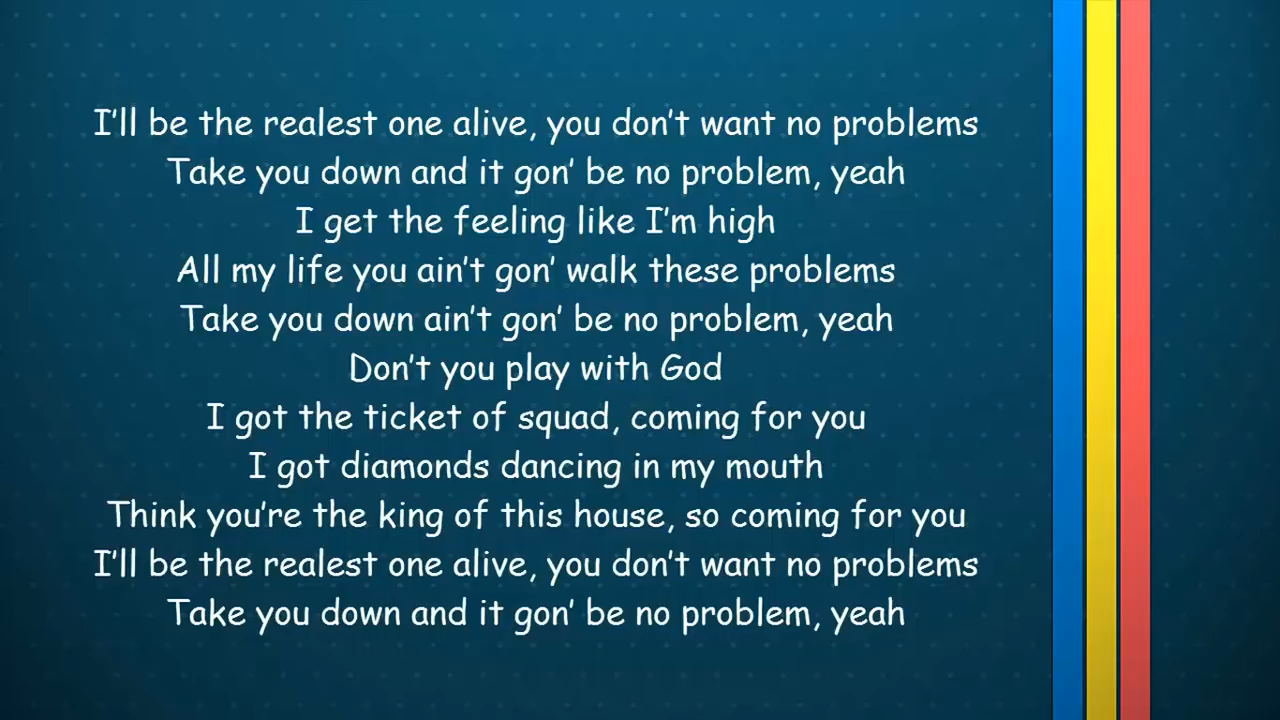 I'll be the realest one alive, you don't want no problems
Take you down and it gon' be no problem, yeah
I get the feeling like I'm high
All my life you ain't gon' walk these problems
Take you down ain't gon' be no problem, yeah
Don't you play with God
I got the ticket of squad, coming for you
I got diamonds dancing in my mouth
Think you're the king of this house, so coming for you
I'll be the realest one alive, you don't want no problems
Take you down and it gon' be no problem, yeah